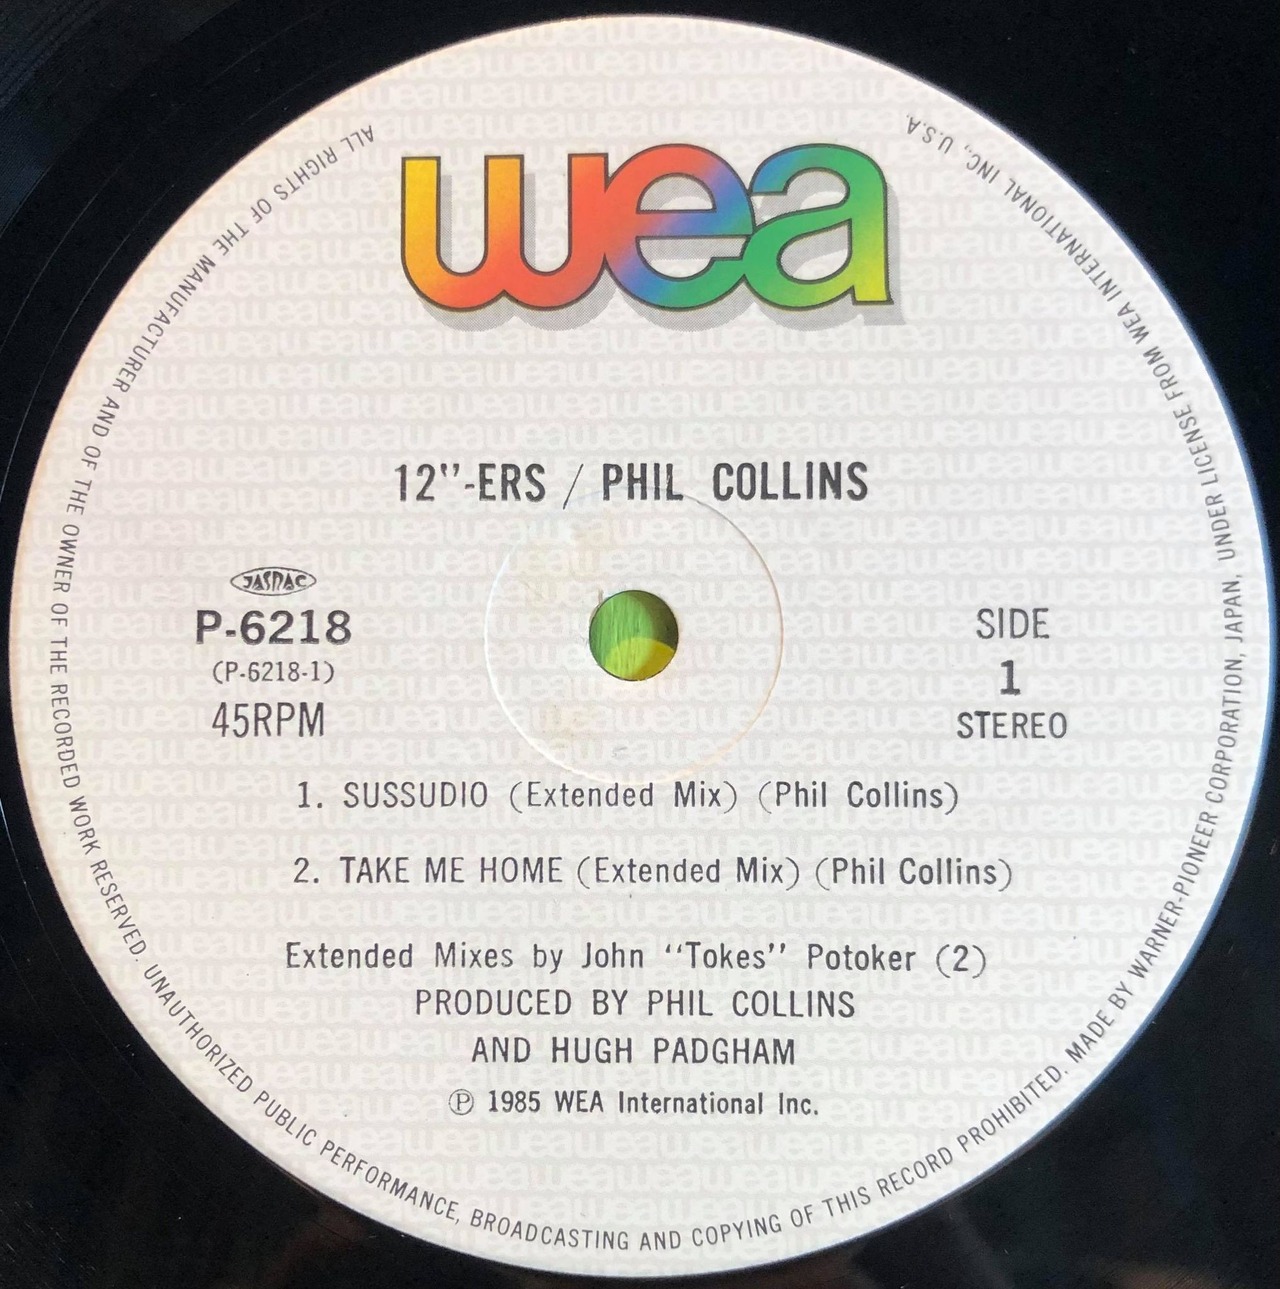 wea
12"-ERS / PHIL COLLINS
JASRAC
P-6218
(P-6218-1)
45RPM
SIDE
1
STEREO
1. SUSSUDIO (Extended Mix) (Phil Collins)
2. TAKE ME HOME (Extended Mix) (Phil Collins)
Extended Mixes by John “Tokes” Potoker (2)
PRODUCED BY PHIL COLLINS
AND HUGH PADGHAM
℗ 1985 WEA International Inc.
ALL RIGHTS OF THE MANUFACTURER AND OF THE OWNER OF THE RECORDED WORK RESERVED. UNAUTHORIZED PUBLIC PERFORMANCE, BROADCASTING AND COPYING OF THIS RECORD PROHIBITED. MADE BY WARNER-PIONEER CORPORATION, JAPAN, UNDER LICENSE FROM WEA INTERNATIONAL INC., U.S.A.